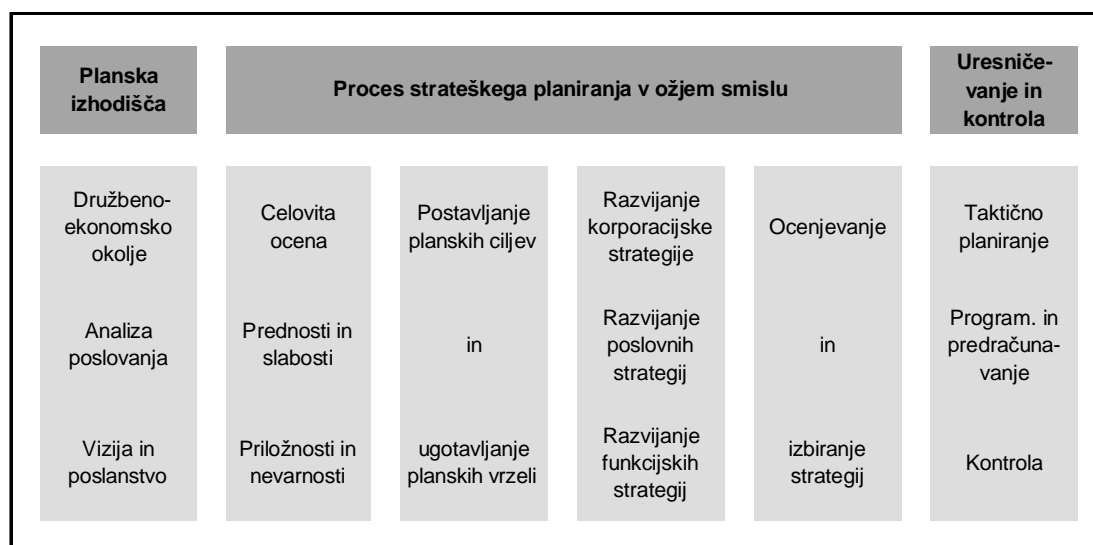 Planska
izhodišča
Proces strateškega planiranja v ožjem smislu
Uresniče-
vanje in
kontrola
Družbeno-
ekonomsko
okolje
Analiza
poslovanja
Vizija in
poslanstvo
Celovita
ocena
Prednosti in
slabosti
Priložnosti in
nevarnosti
Postavljanje
planskih ciljev
in
ugotavljanje
planskih vrzeli
Razvijanje
korporacijske
strategije
Razvijanje
poslovnih
strategij
Razvijanje
funkcijskih
strategij
Ocenjevanje
in
izbiranje
strategij
Taktično
planiranje
Program. in
predračuna-
vanje
Kontrola